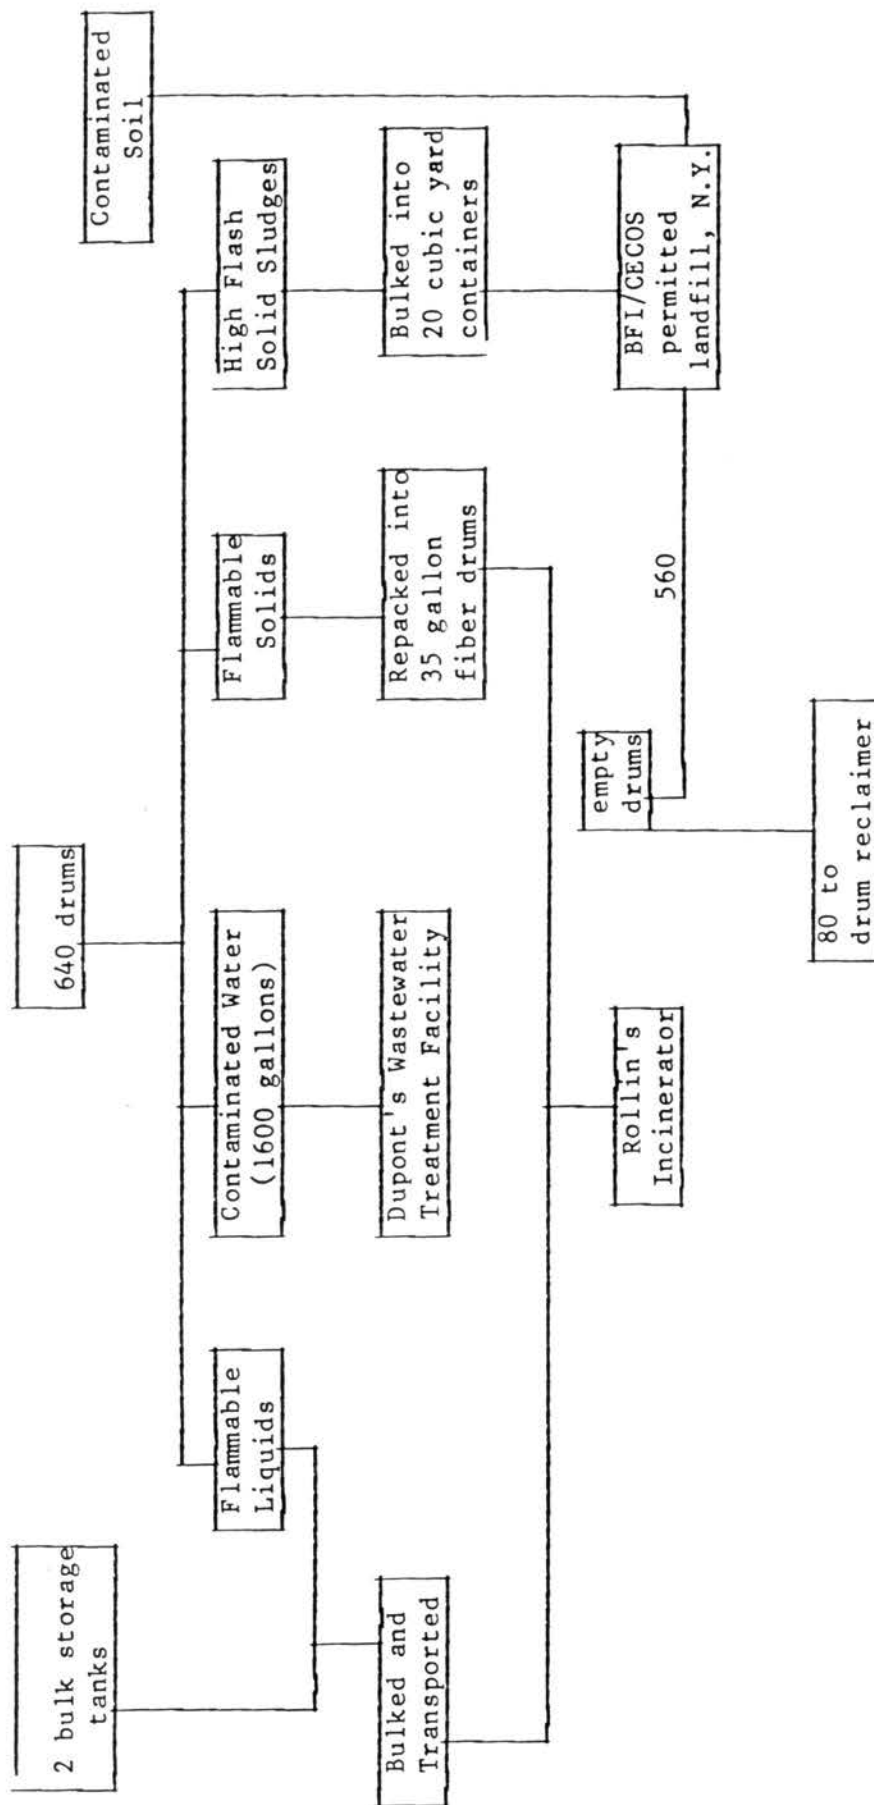 2 bulk storage
tanks
640 drums
Contaminated
Soil
Flammable
Liquids
Contaminated Water
(1600 gallons)
Flammable
Solids
High Flash
Solid Sludges
Bulked and
Transported
Dupont's Wastewater
Treatment Facility
Repacked into
35 gallon
fiber drums
Bulked into
20 cubic yard
containers
Rollin's
Incinerator
empty
drums
560
BFI/CECOS
permitted
landfill, N.Y.
80 to
drum reclaimer